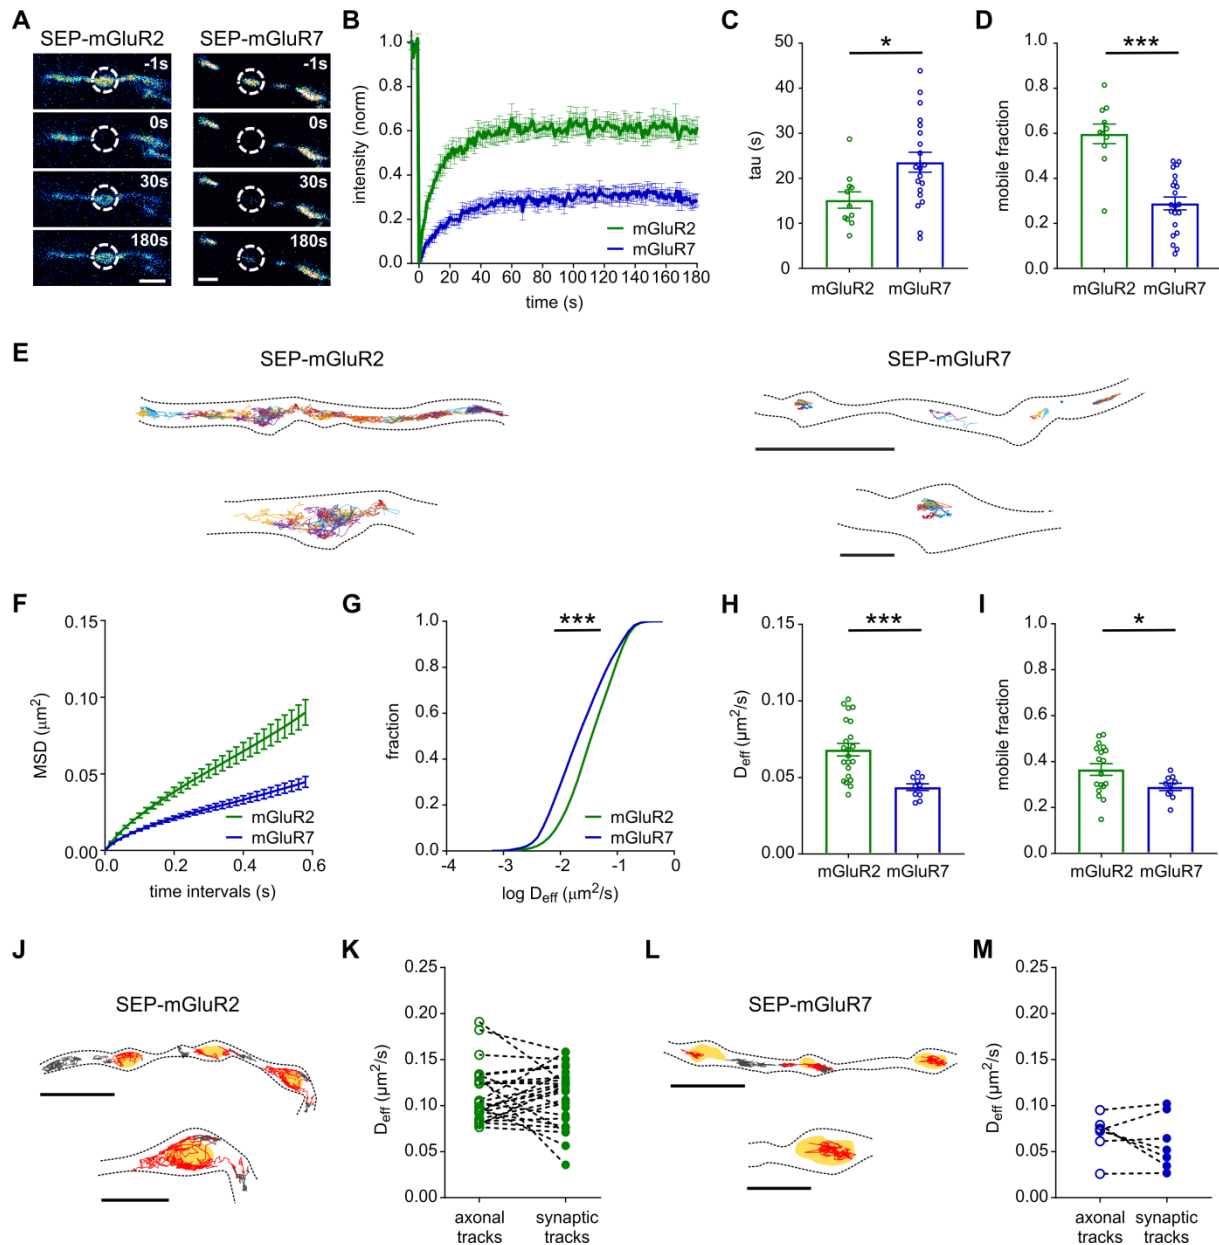 A
SEP-mGluR2
SEP-mGluR7
-1s
-1s
0s
0s
30s
30s
180s
180s
B
intensity (norm)
1.0
0.8
0.6
0.4
0.2
0.0
mGluR2
mGluR7
0 20 40 60 80 100 120 140 160 180
time (s)
C
*
tau (s)
50
40
30
20
10
0
mGluR2 mGluR7
D
***
mobile fraction
1.0
0.8
0.6
0.4
0.2
0.0
mGluR2 mGluR7
E
SEP-mGluR2
SEP-mGluR7
F
MSD (μm²)
0.15
0.10
0.05
0.00
mGluR2
mGluR7
0.0 0.2 0.4 0.6
time intervals (s)
G
***
fraction
1.0
0.8
0.6
0.4
0.2
0.0
mGluR2
mGluR7
-4 -3 -2 -1 0
log Deff (μm²/s)
H
***
Deff (μm²/s)
0.15
0.10
0.05
0.00
mGluR2 mGluR7
I
*
mobile fraction
1.0
0.8
0.6
0.4
0.2
0.0
mGluR2 mGluR7
J
SEP-mGluR2
K
Deff (μm²/s)
0.25
0.20
0.15
0.10
0.05
0.00
axonal tracks
synaptic tracks
L
SEP-mGluR7
M
Deff (μm²/s)
0.25
0.20
0.15
0.10
0.05
0.00
axonal tracks
synaptic tracks